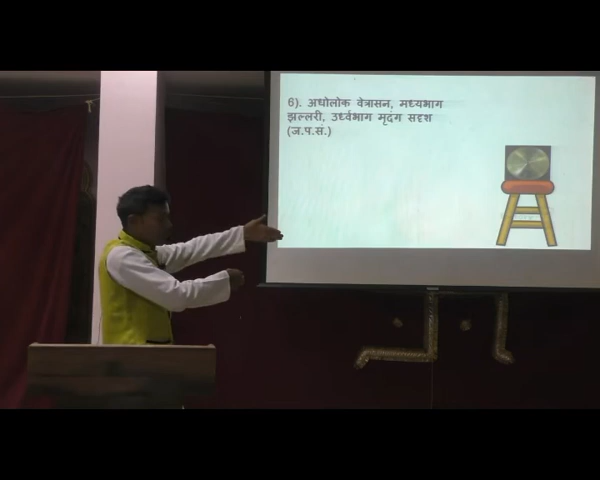 6). अधोलोक वेत्रासन, मध्यभाग
झल्लरी, उर्ध्वभाग मृदंग सदृश
(ज.प.सं.)